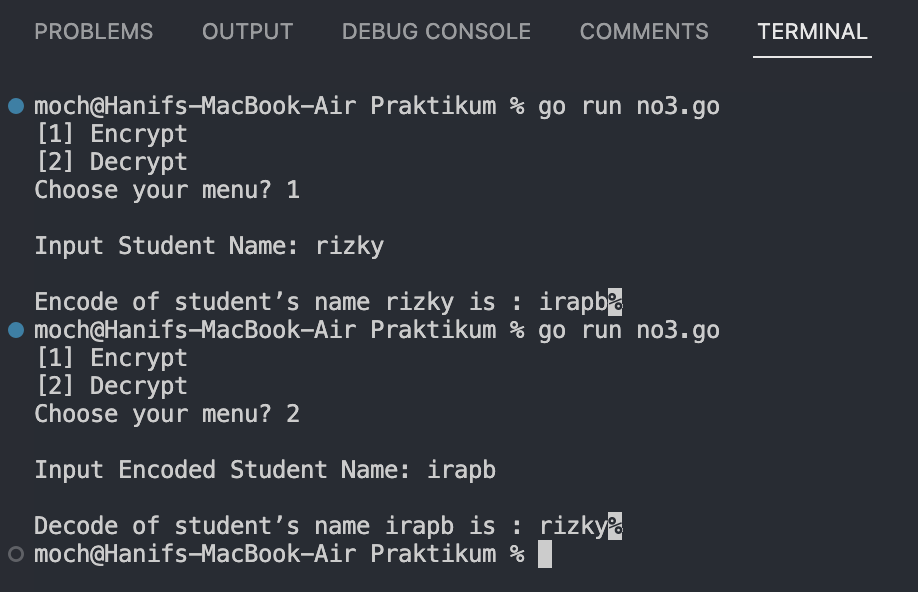 PROBLEMS OUTPUT DEBUG CONSOLE COMMENTS TERMINAL
moch@Hanifs-MacBook-Air Praktikum % go run no3.go
[1] Encrypt
[2] Decrypt
Choose your menu? 1
Input Student Name: rizky
Encode of student’s name rizky is : irapb%
moch@Hanifs-MacBook-Air Praktikum % go run no3.go
[1] Encrypt
[2] Decrypt
Choose your menu? 2
Input Encoded Student Name: irapb
Decode of student’s name irapb is : rizky%
moch@Hanifs-MacBook-Air Praktikum %